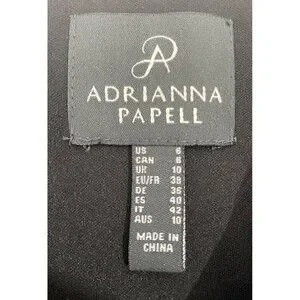 ADRIANNA
PAPELL
US 6
CAN 6
UK 10
EU/FR 38
DE 36
ES 40
IT 42
AUS 10
MADE IN
CHINA